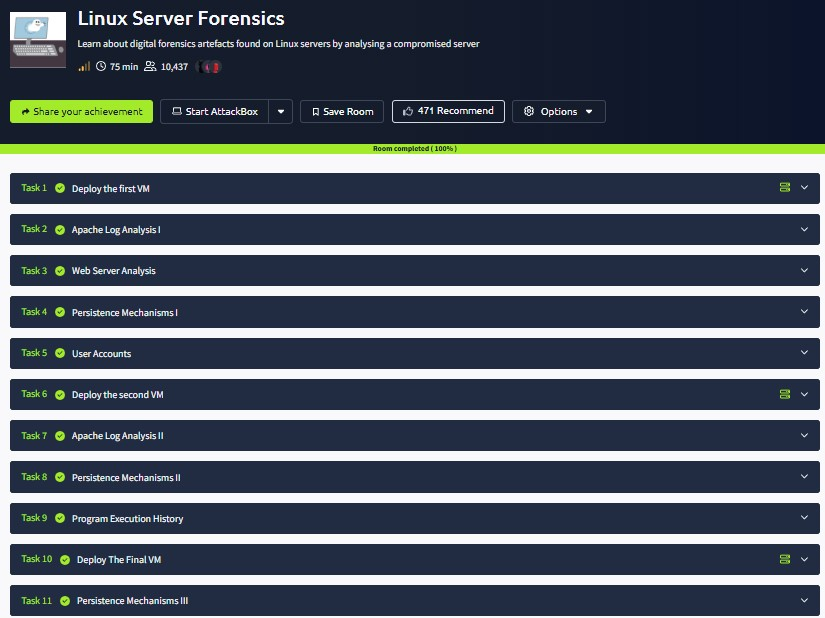 Linux Server Forensics
Learn about digital forensics artefacts found on Linux servers by analysing a compromised server
75 min 10,437
Share your achievement Start AttackBox Save Room 471 Recommend Options
Room completed ( 100% )
Task 1 Deploy the first VM
Task 2 Apache Log Analysis I
Task 3 Web Server Analysis
Task 4 Persistence Mechanisms I
Task 5 User Accounts
Task 6 Deploy the second VM
Task 7 Apache Log Analysis II
Task 8 Persistence Mechanisms II
Task 9 Program Execution History
Task 10 Deploy The Final VM
Task 11 Persistence Mechanisms III